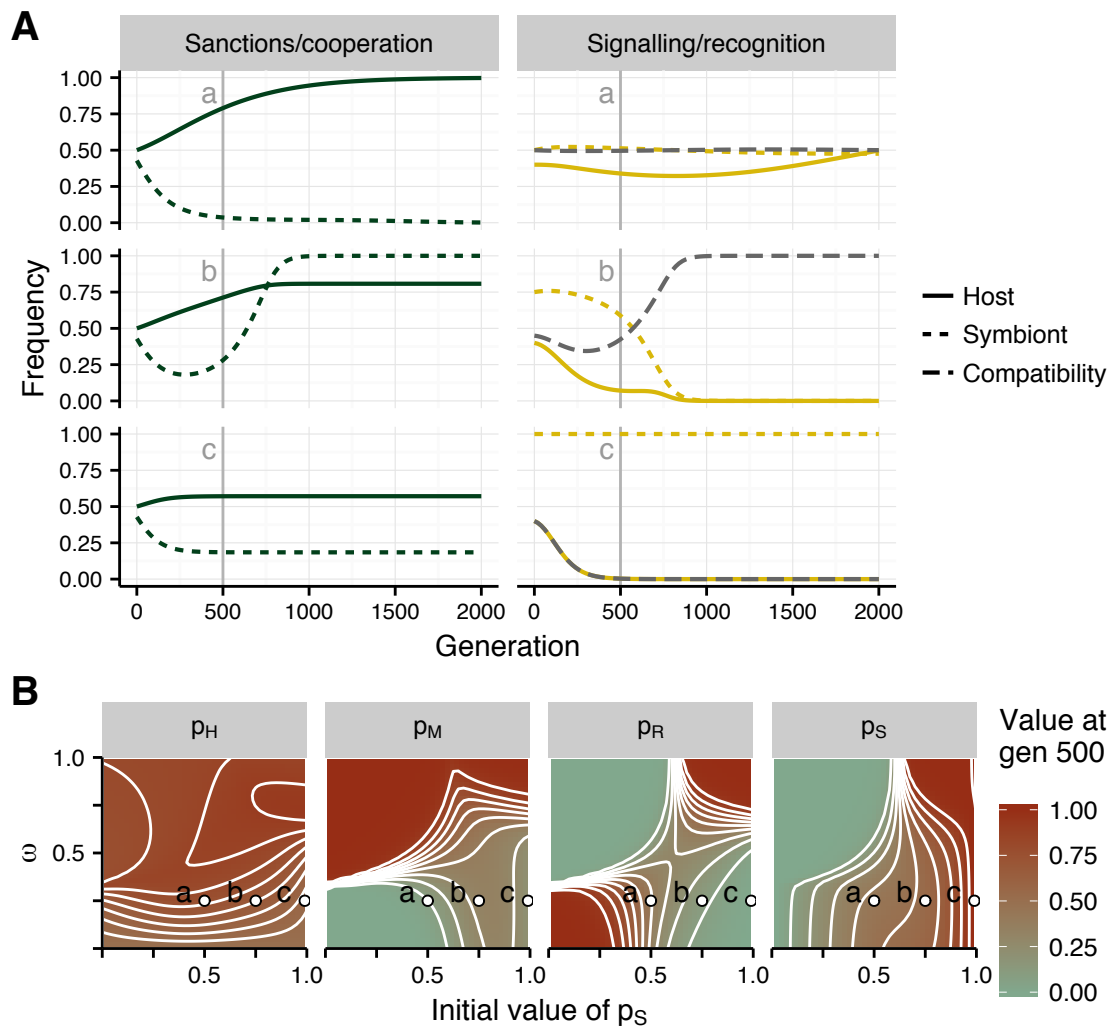 A
Sanctions/cooperation Signalling/recognition
1.00
0.75
0.50
0.25
0.00
a a
1.00
0.75
0.50
0.25
0.00
b b
1.00
0.75
0.50
0.25
0.00
c c
Frequency
0 500 1000 1500 2000 0 500 1000 1500 2000
Generation
Host
Symbiont
Compatibility
B
pH pM pR pS
1.0
0.5
ω
a b c a b c a b c a b c
0.5 1.0 0.5 1.0 0.5 1.0 0.5 1.0
Initial value of pS
Value at
gen 500
1.00
0.75
0.50
0.25
0.00